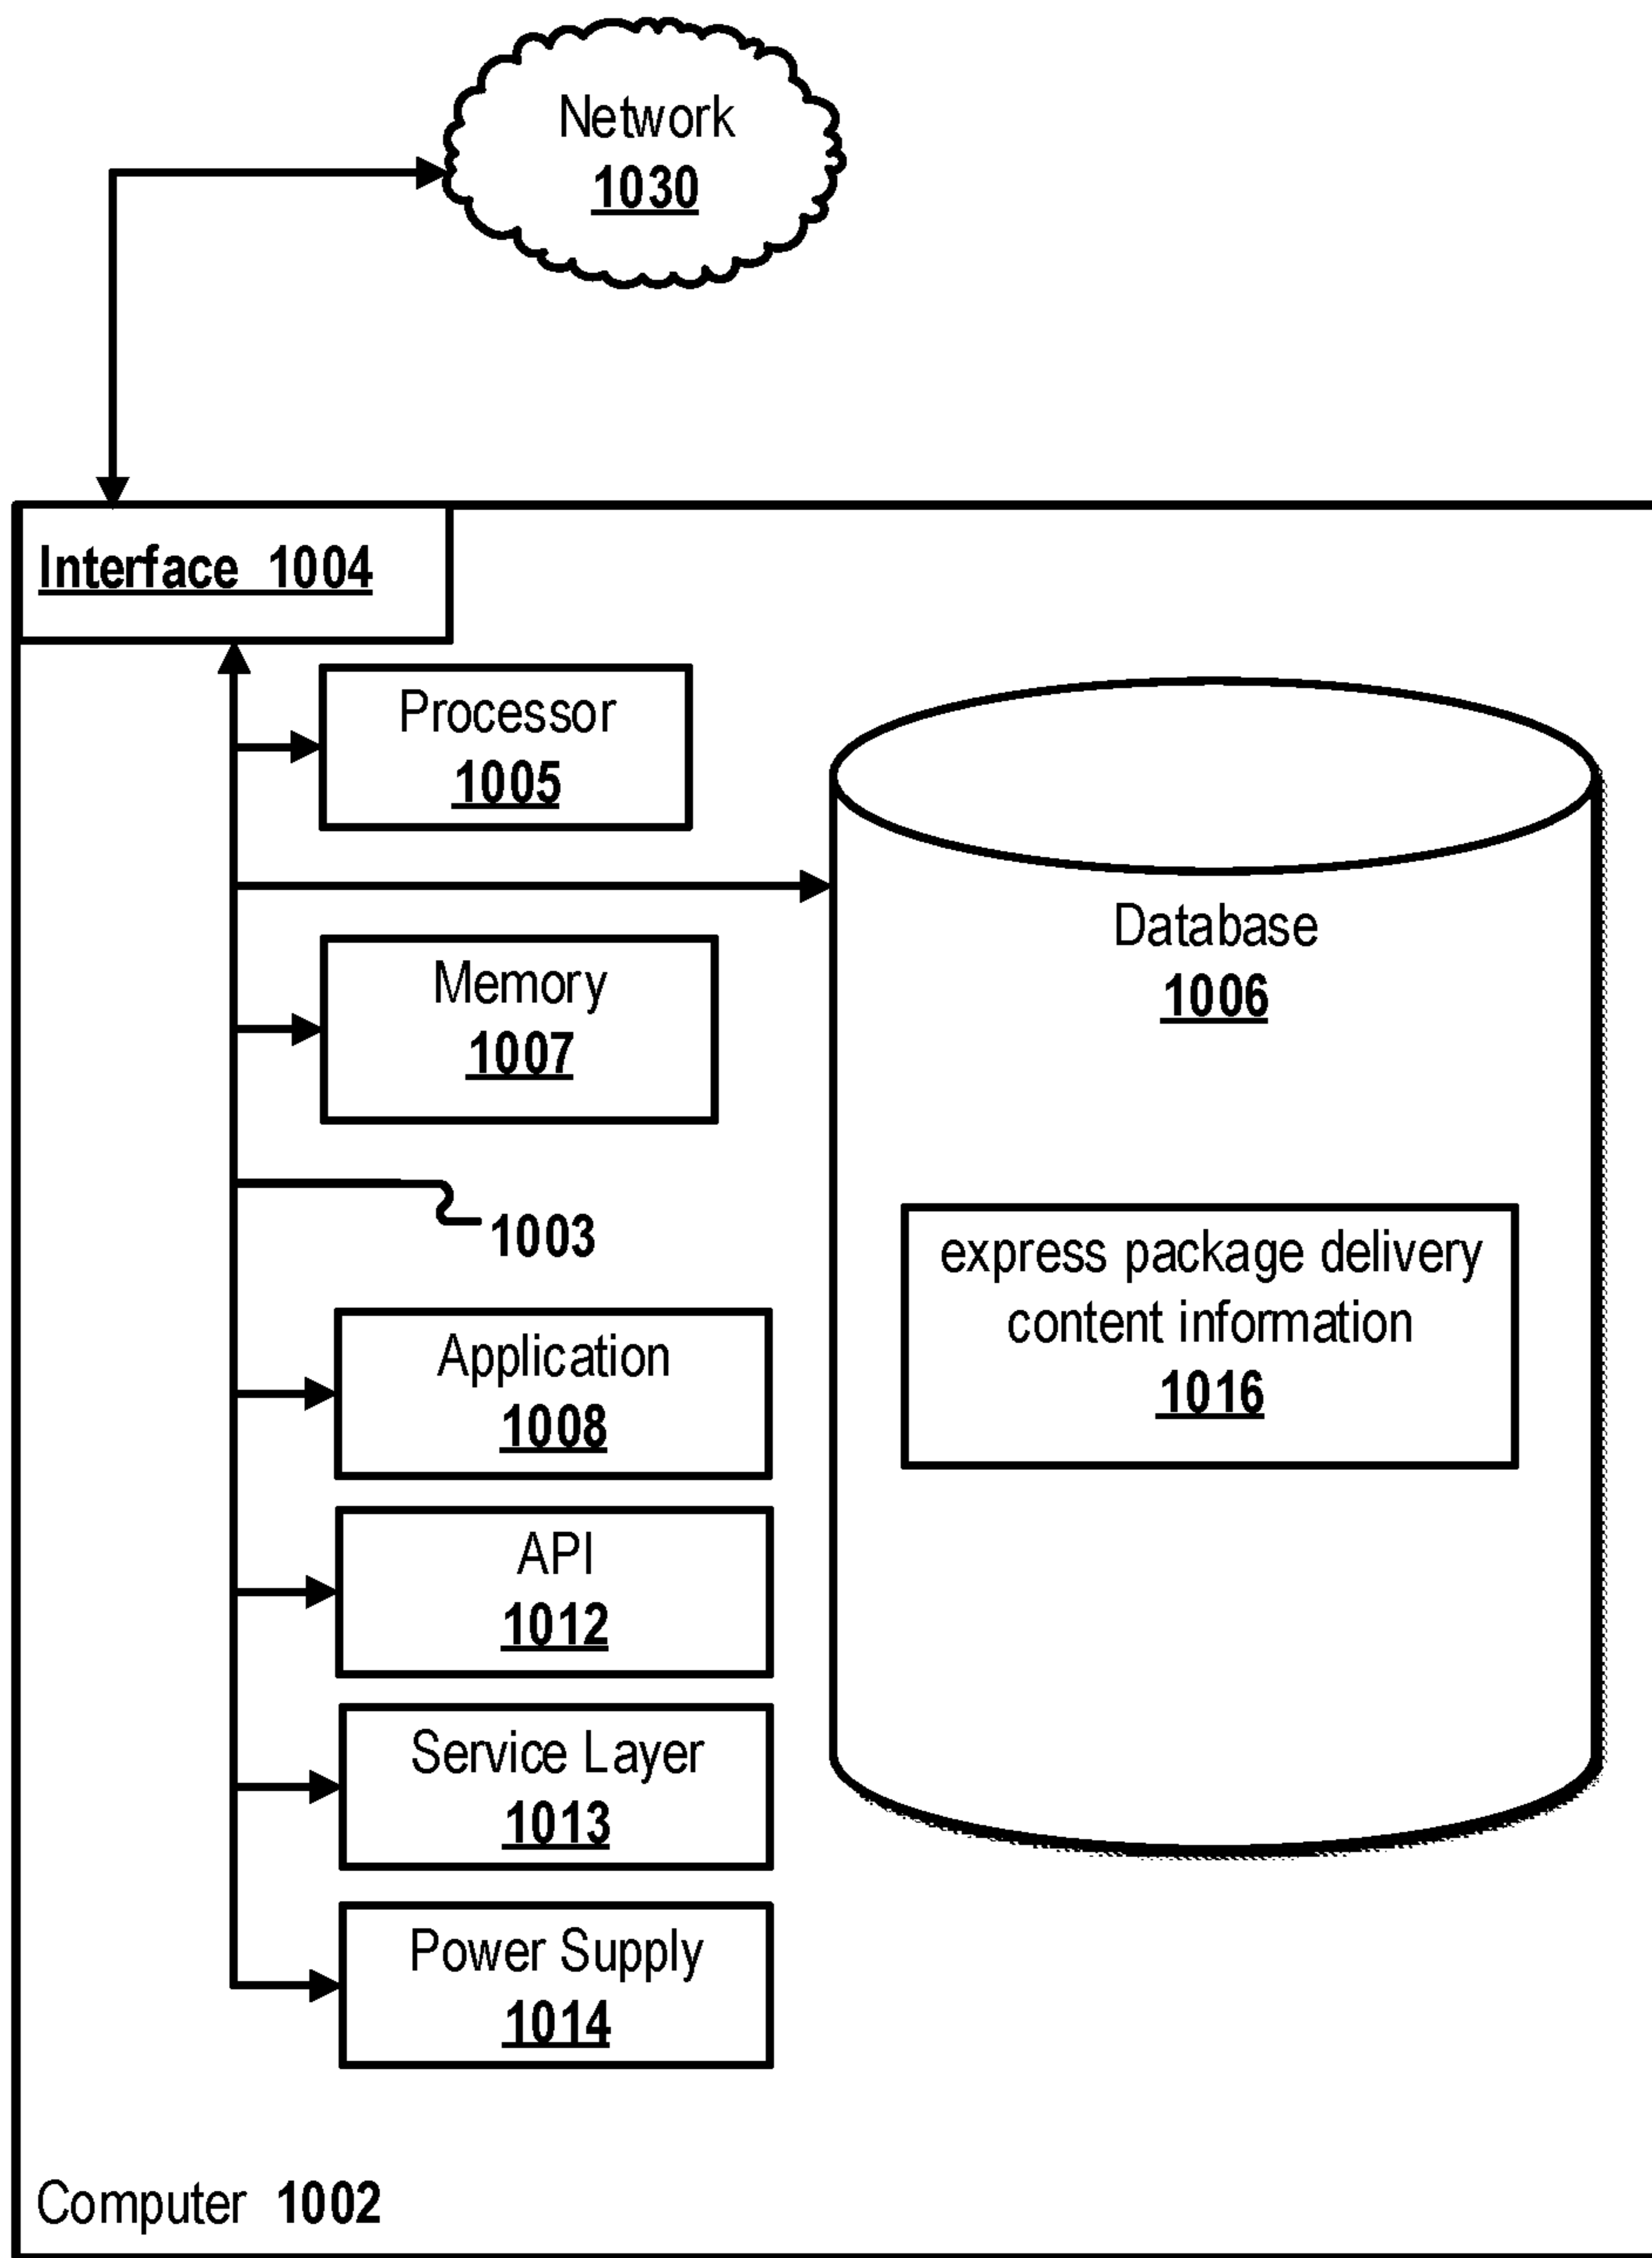 Network
1030
Interface 1004
Processor
1005
Database
1006
Memory
1007
1003
express package delivery
content information
1016
Application
1008
API
1012
Service Layer
1013
Power Supply
1014
Computer 1002